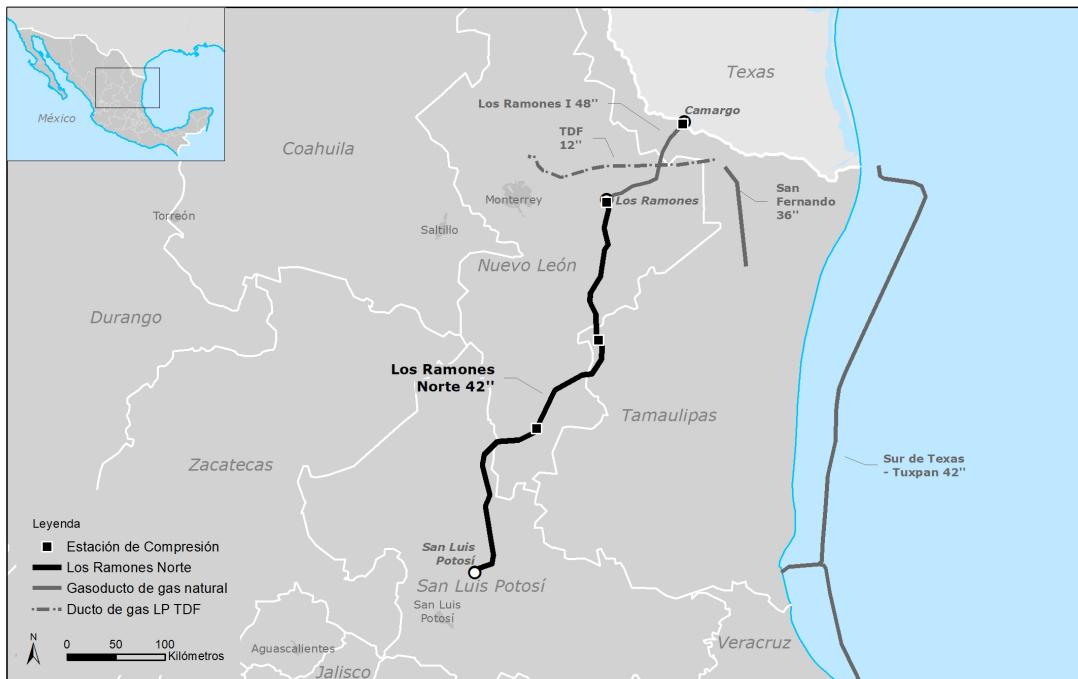 México
Texas
Los Ramones I 48''
Camargo
TDF
12''
Coahuila
San
Fernando
36''
Monterrey
Los Ramones
Torreón
Saltillo
Nuevo León
Durango
Los Ramones
Norte 42''
Tamaulipas
Zacatecas
Sur de Texas
- Tuxpan 42''
Leyenda
Estación de Compresión
Los Ramones Norte
Gasoducto de gas natural
Ducto de gas LP TDF
San Luis
Potosí
San Luis Potosí
San Luis
Potosí
N
0 50 100
Kilómetros
Aguascalientes
Veracruz
Jalisco